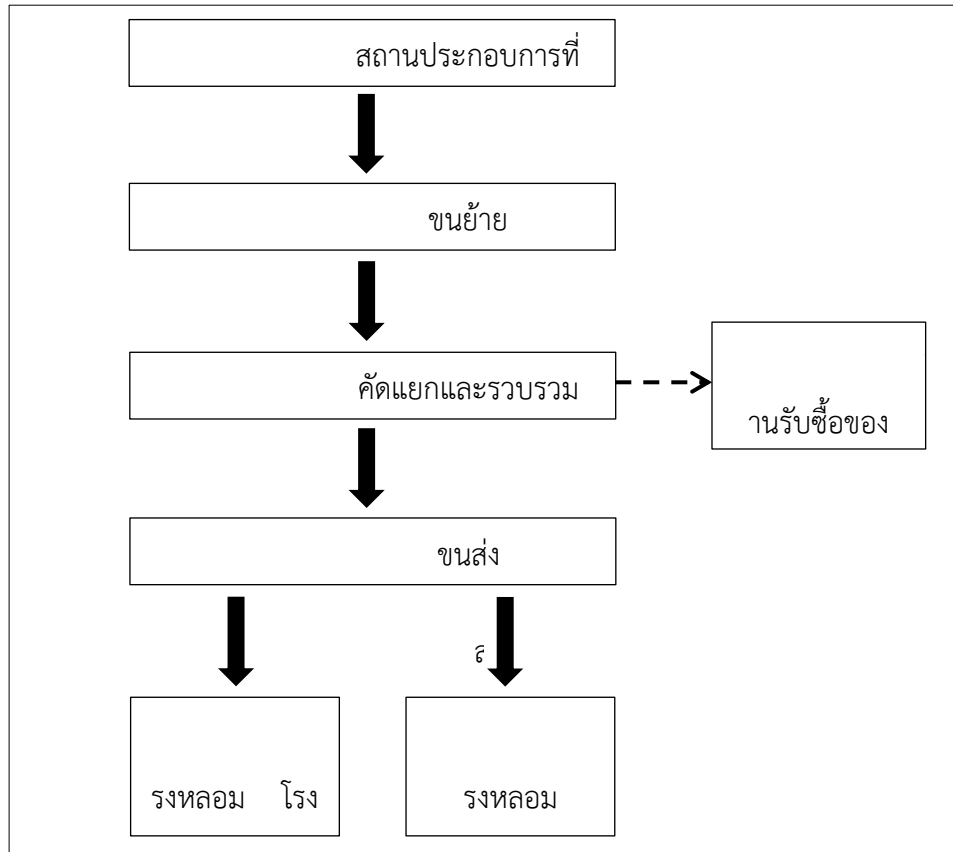 สถานประกอบการที่
ขนย้าย
คัดแยกและรวบรวม
านรับซื้อของ
ขนส่ง
รงหลอม โรง
รงหลอม